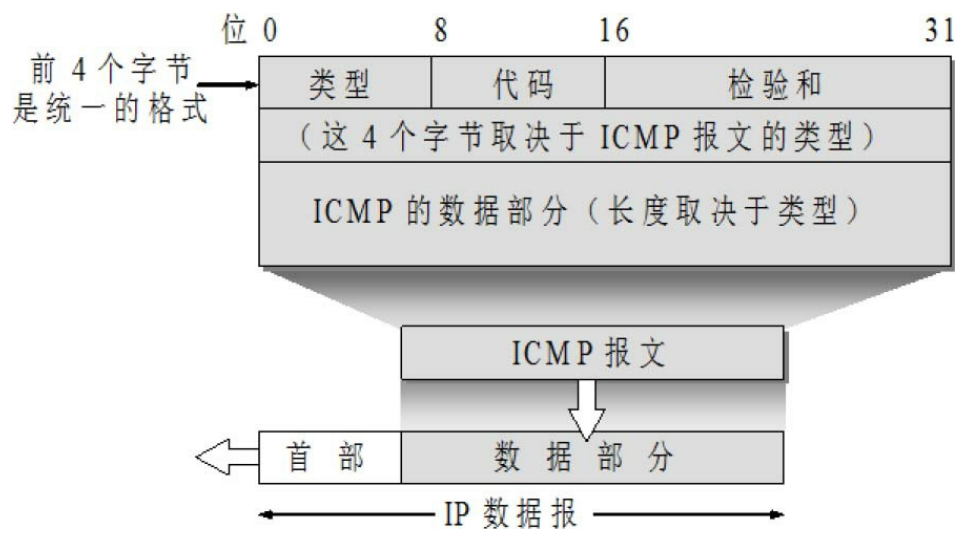 位 0 8 16 31
前 4 个字节
是统一的格式
类型 代码 检验和
（这 4 个字节取决于 ICMP 报文的类型）
ICMP 的数据部分（长度取决于类型）
ICMP 报文
首部 数据部分
IP 数据报